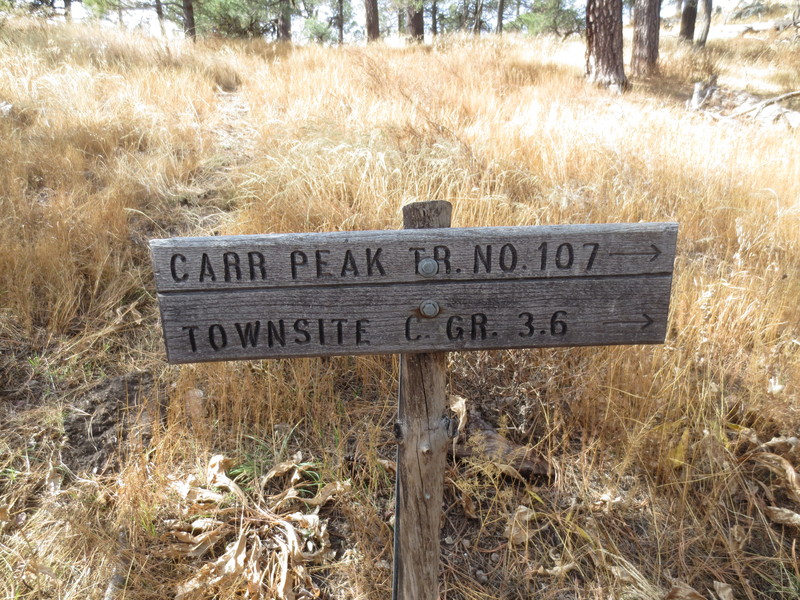 CARR PEAK TR. NO. 107 →
TOWNSITE C. GR. 3.6 →